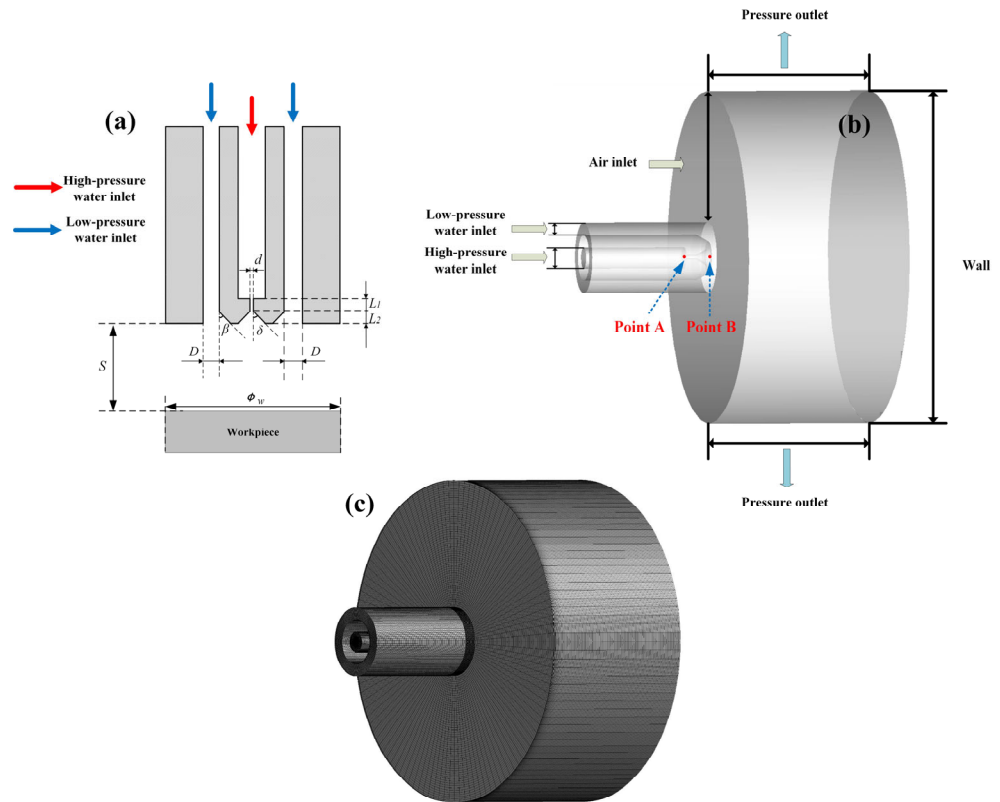 (a)
High-pressure
water inlet
Low-pressure
water inlet
d
L1
L2
β
δ
D
D
S
ϕw
Workpiece
Pressure outlet
(b)
Air inlet
Low-pressure
water inlet
High-pressure
water inlet
Point A
Point B
Wall
Pressure outlet
(c)